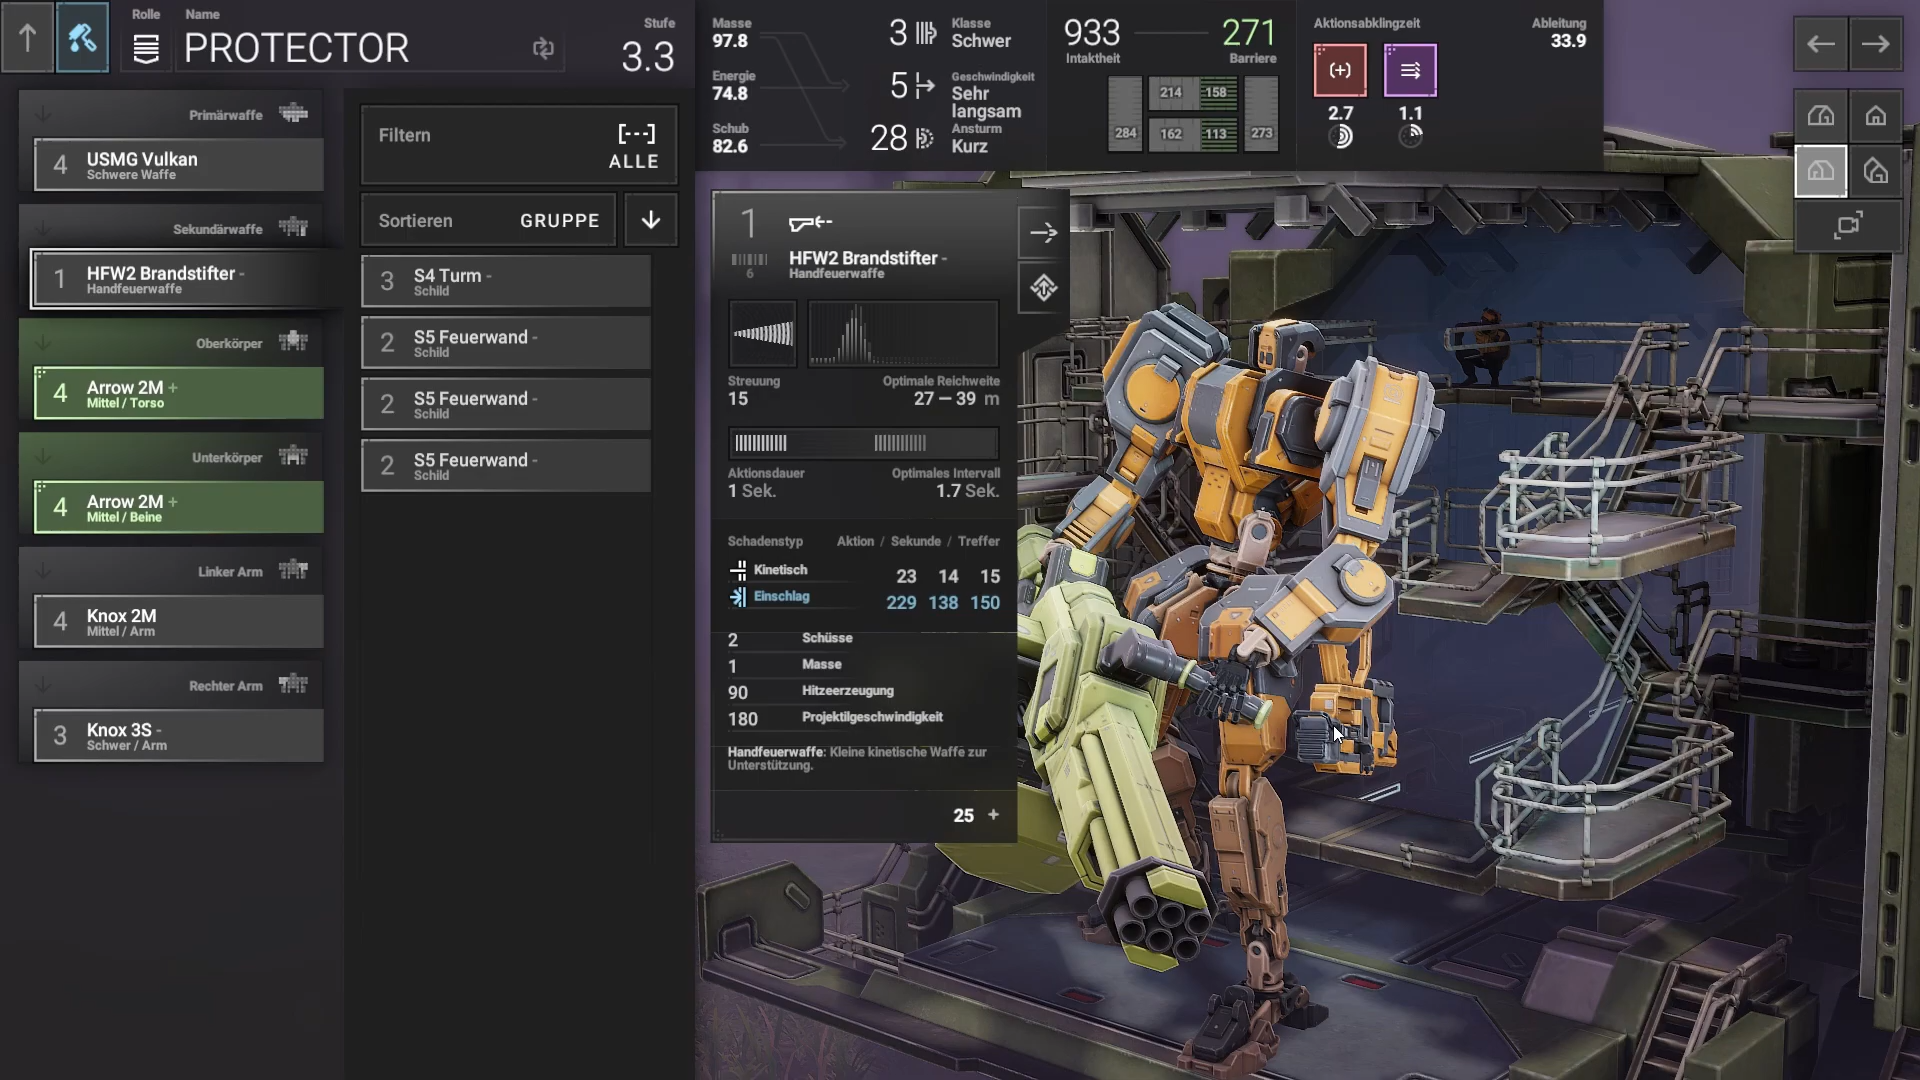 Rolle
Name
PROTECTOR
Stufe
3.3
Primärwaffe
4
USMG Vulkan
Schwere Waffe
Sekundärwaffe
1
HFW2 Brandstifter -
Handfeuerwaffe
Oberkörper
4
Arrow 2M +
Mittel / Torso
Unterkörper
4
Arrow 2M +
Mittel / Beine
Linker Arm
4
Knox 2M
Mittel / Arm
Rechter Arm
3
Knox 3S -
Schwer / Arm
Filtern
[---]
ALLE
Sortieren
GRUPPE
3
S4 Turm -
Schild
2
S5 Feuerwand -
Schild
2
S5 Feuerwand -
Schild
2
S5 Feuerwand -
Schild
Masse
97.8
Energie
74.8
Schub
82.6
3
Klasse
Schwer
5
Geschwindigkeit
Sehr
langsam
28
Ansturm
Kurz
933
Intaktheit
271
Barriere
284
214
158
162
113
273
Aktionsabklingzeit
2.7
1.1
Ableitung
33.9
1
6
HFW2 Brandstifter -
Handfeuerwaffe
Streuung
15
Optimale Reichweite
27 — 39 m
Aktionsdauer
1 Sek.
Optimales Intervall
1.7 Sek.
Schadenstyp
Aktion / Sekunde / Treffer
Kinetisch
23 14 15
Einschlag
229 138 150
2 Schüsse
1 Masse
90 Hitzeerzeugung
180 Projektilgeschwindigkeit
Handfeuerwaffe: Kleine kinetische Waffe zur
Unterstützung.
25 +